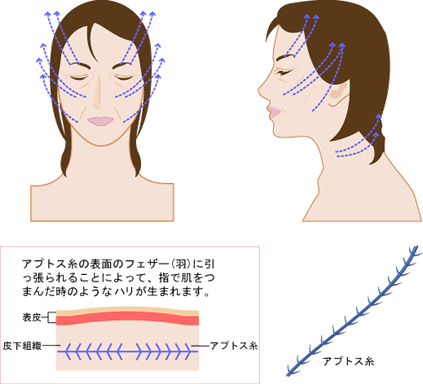 アプトス糸の表面のフェザー(羽)に引
っ張られることによって、指で肌をつ
まんだ時のようなハリが生まれます。
表皮
皮下組織
アプトス糸
アプトス糸